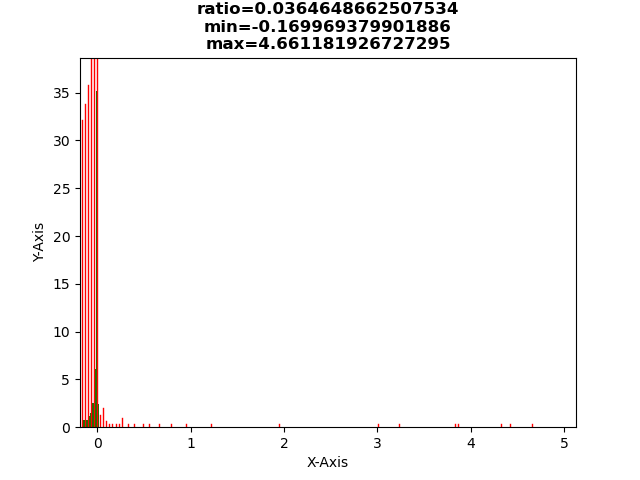 ratio=0.0364648662507534
min=-0.169969379901886
max=4.661181926727295
35
30
25
20
15
10
5
0
Y-Axis
0 1 2 3 4 5
X-Axis